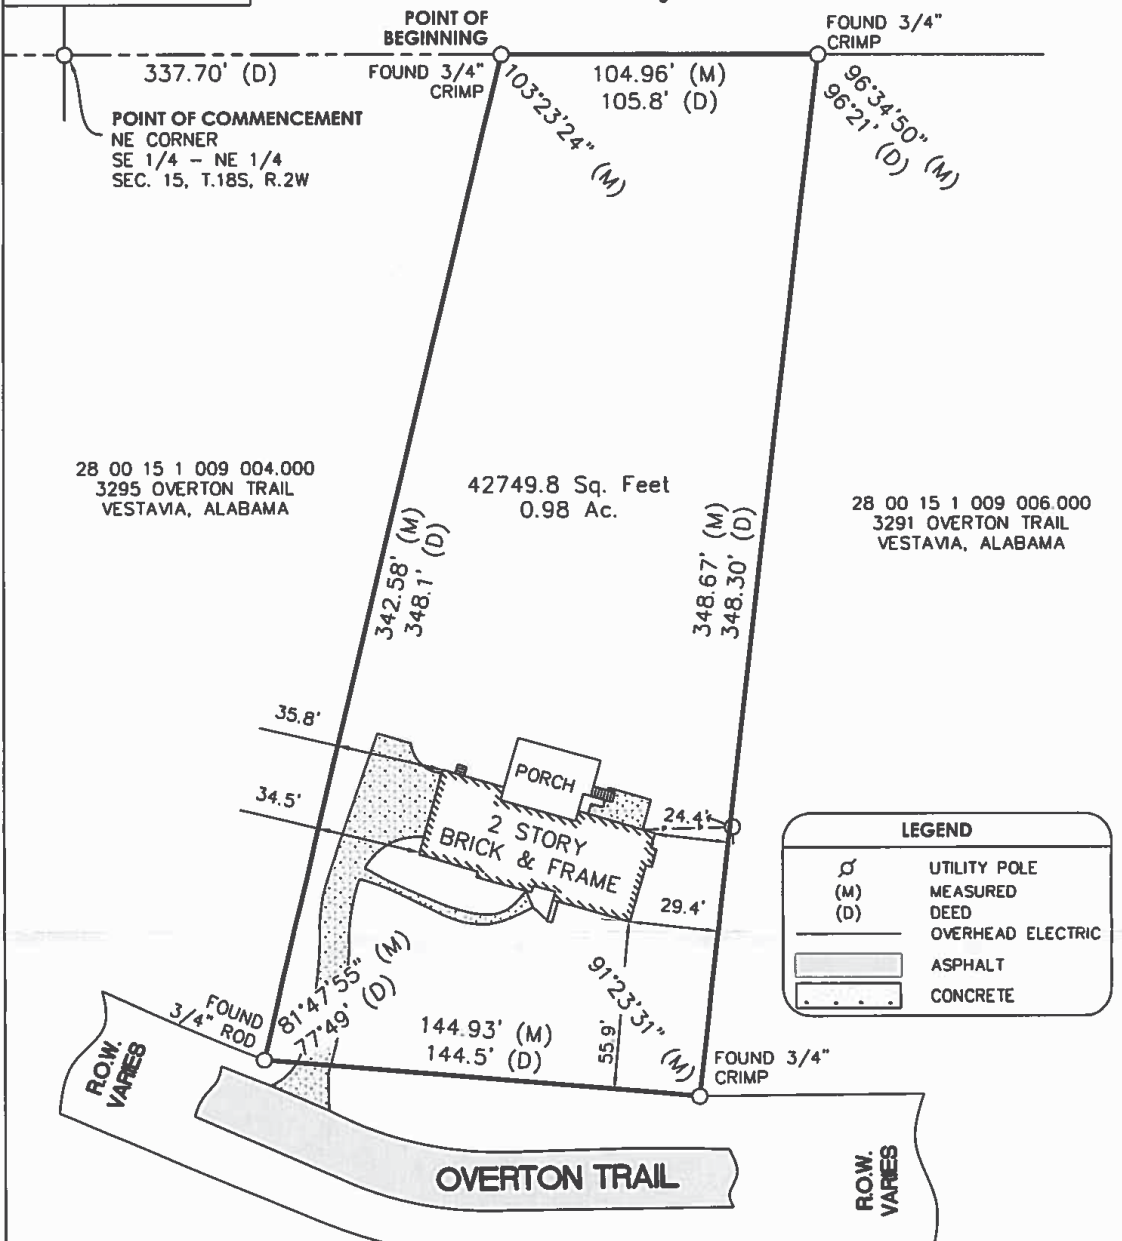 POINT OF
BEGINNING
FOUND 3/4"
CRIMP
337.70' (D)
FOUND 3/4"
CRIMP
104.96' (M)
105.8' (D)
103°23'24" (M)
96°34'50" (M)
96°21' (D)
POINT OF COMMENCEMENT
NE CORNER
SE 1/4 - NE 1/4
SEC. 15, T.18S, R.2W
28 00 15 1 009 004.000
3295 OVERTON TRAIL
VESTAVIA, ALABAMA
42749.8 Sq. Feet
0.98 Ac.
28 00 15 1 009 006.000
3291 OVERTON TRAIL
VESTAVIA, ALABAMA
342.58' (M)
348.1' (D)
348.67' (M)
348.30' (D)
35.8'
34.5'
PORCH
2 STORY
BRICK & FRAME
24.4'
29.4'
LEGEND
UTILITY POLE
(M) MEASURED
(D) DEED
OVERHEAD ELECTRIC
ASPHALT
CONCRETE
81°47'55" (M)
77°49' (D)
91°23'31" (M)
55.9'
FOUND
3/4" ROD
144.93' (M)
144.5' (D)
FOUND 3/4"
CRIMP
R.O.W.
VARIES
OVERTON TRAIL
R.O.W.
VARIES